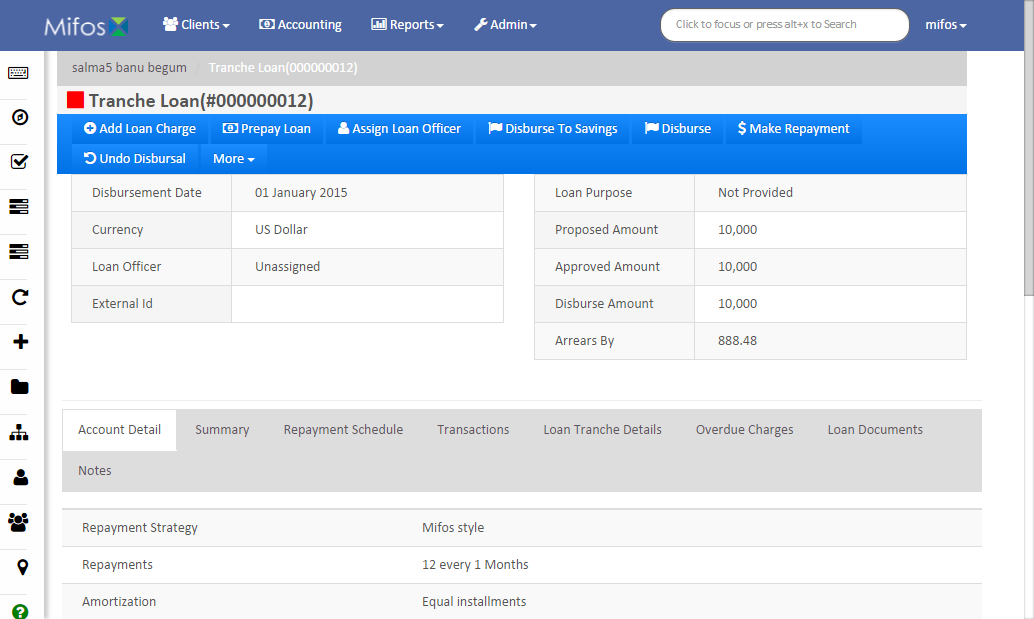 Mifos Clients Accounting Reports Admin Click to focus or press alt+x to Search mifos
salma5 banu begum / Tranche Loan(000000012)
Tranche Loan(#000000012)
Add Loan Charge Prepay Loan Assign Loan Officer Disburse To Savings Disburse $ Make Repayment
Undo Disbursal More
Disbursement Date 01 January 2015
Currency US Dollar
Loan Officer Unassigned
External Id
Loan Purpose Not Provided
Proposed Amount 10,000
Approved Amount 10,000
Disburse Amount 10,000
Arrears By 888.48
Account Detail Summary Repayment Schedule Transactions Loan Tranche Details Overdue Charges Loan Documents
Notes
Repayment Strategy Mifos style
Repayments 12 every 1 Months
Amortization Equal installments